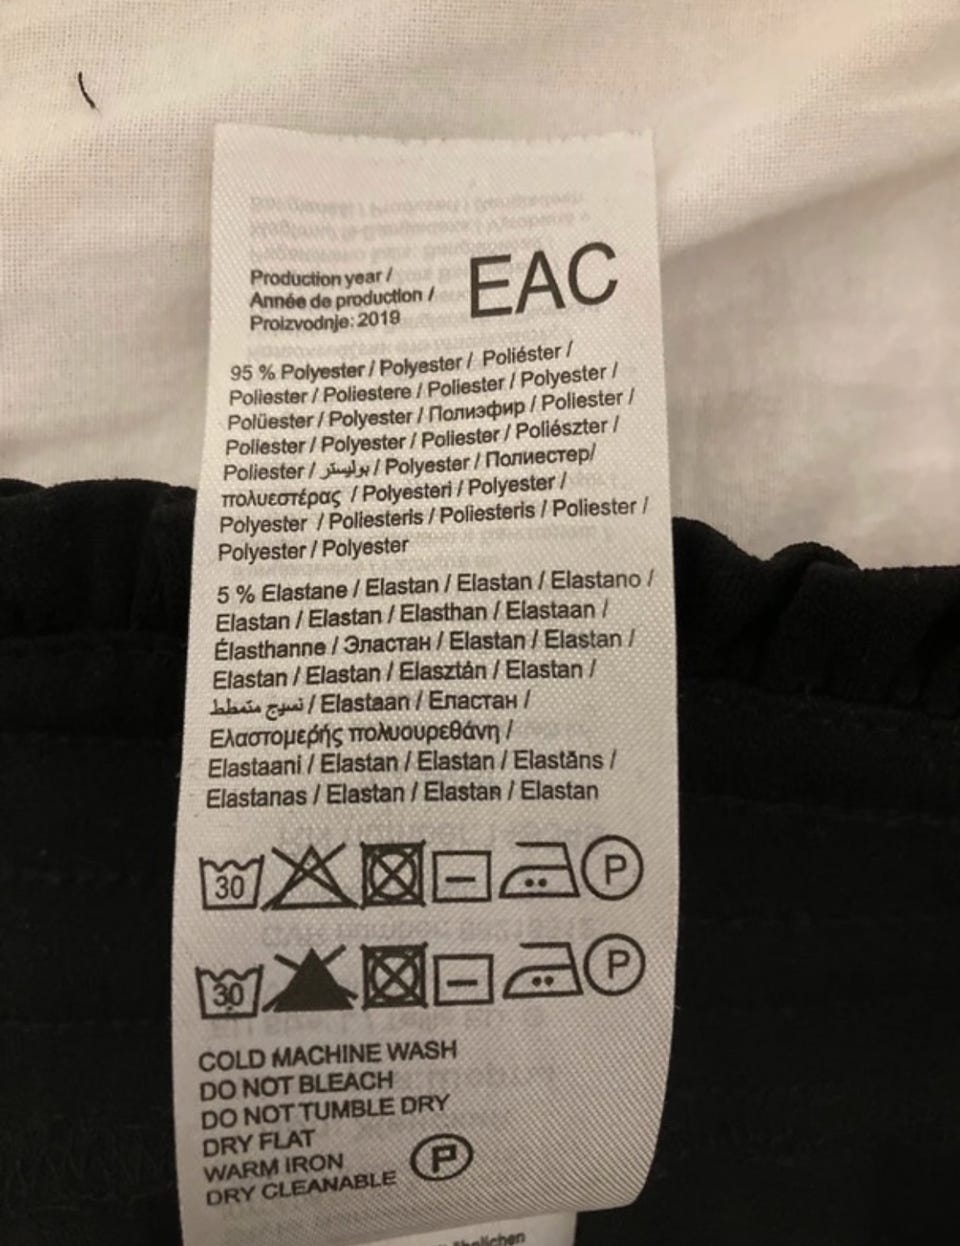 Production year /
Année de production /
Proizvodnje: 2019
EAC
95 % Polyester / Polyester / Poliéster /
Poliester / Poliestere / Poliester / Polyester /
Polüester / Polyester / Полиэфир / Poliester /
Poliester / Polyester / Poliester / Poliészter /
Poliester / بوليستر / Polyester / Полиестер/
πολυεστέρας / Polyesteri / Polyester /
Polyester / Poliesteris / Poliesteris / Poliester /
Polyester / Polyester
5 % Elastane / Elastan / Elastan / Elastano /
Elastan / Elastan / Elasthan / Elastaan /
Élasthanne / Эластан / Elastan / Elastan /
Elastan / Elastan / Elasztán / Elastan /
نسيج متمطط / Elastaan / Еластан /
Ελαστομερής πολυουρεθάνη /
Elastaani / Elastan / Elastan / Elastāns /
Elastanas / Elastan / Elastan / Elastan
30 P
30 P
COLD MACHINE WASH
DO NOT BLEACH
DO NOT TUMBLE DRY
DRY FLAT
WARM IRON
DRY CLEANABLE P